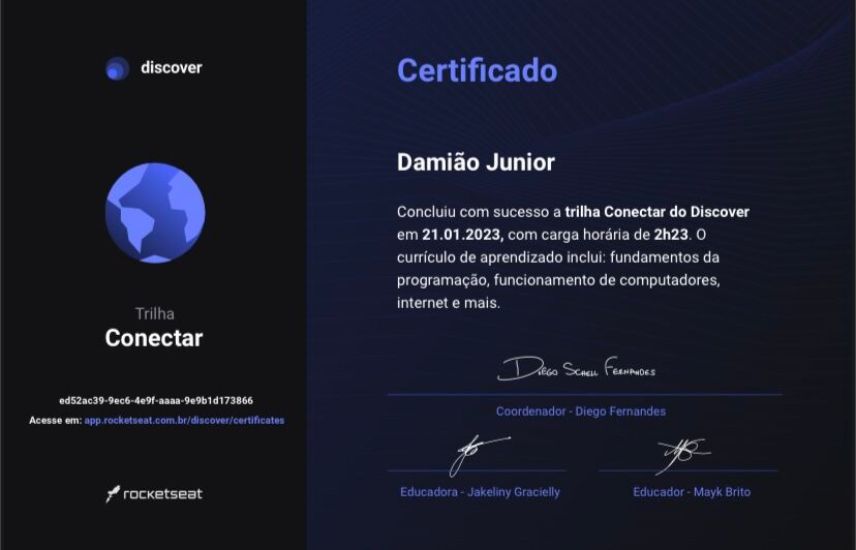 discover
Trilha
Conectar
ed52ac39-9ec6-4e9f-aaaa-9e9b1d173866
Acesse em: app.rocketseat.com.br/discover/certificates
rocketseat
Certificado
Damião Junior
Concluiu com sucesso a trilha Conectar do Discover
em 21.01.2023, com carga horária de 2h23. O
currículo de aprendizado inclui: fundamentos da
programação, funcionamento de computadores,
internet e mais.
Diego Schell Fernandes
Coordenador - Diego Fernandes
Educadora - Jakeliny Gracielly
Educador - Mayk Brito